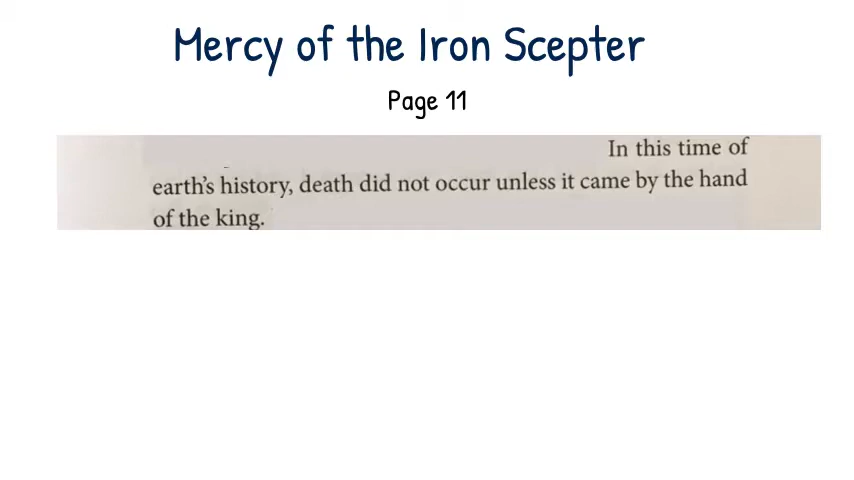 Mercy of the Iron Scepter
Page 11
In this time of
earth's history, death did not occur unless it came by the hand
of the king.